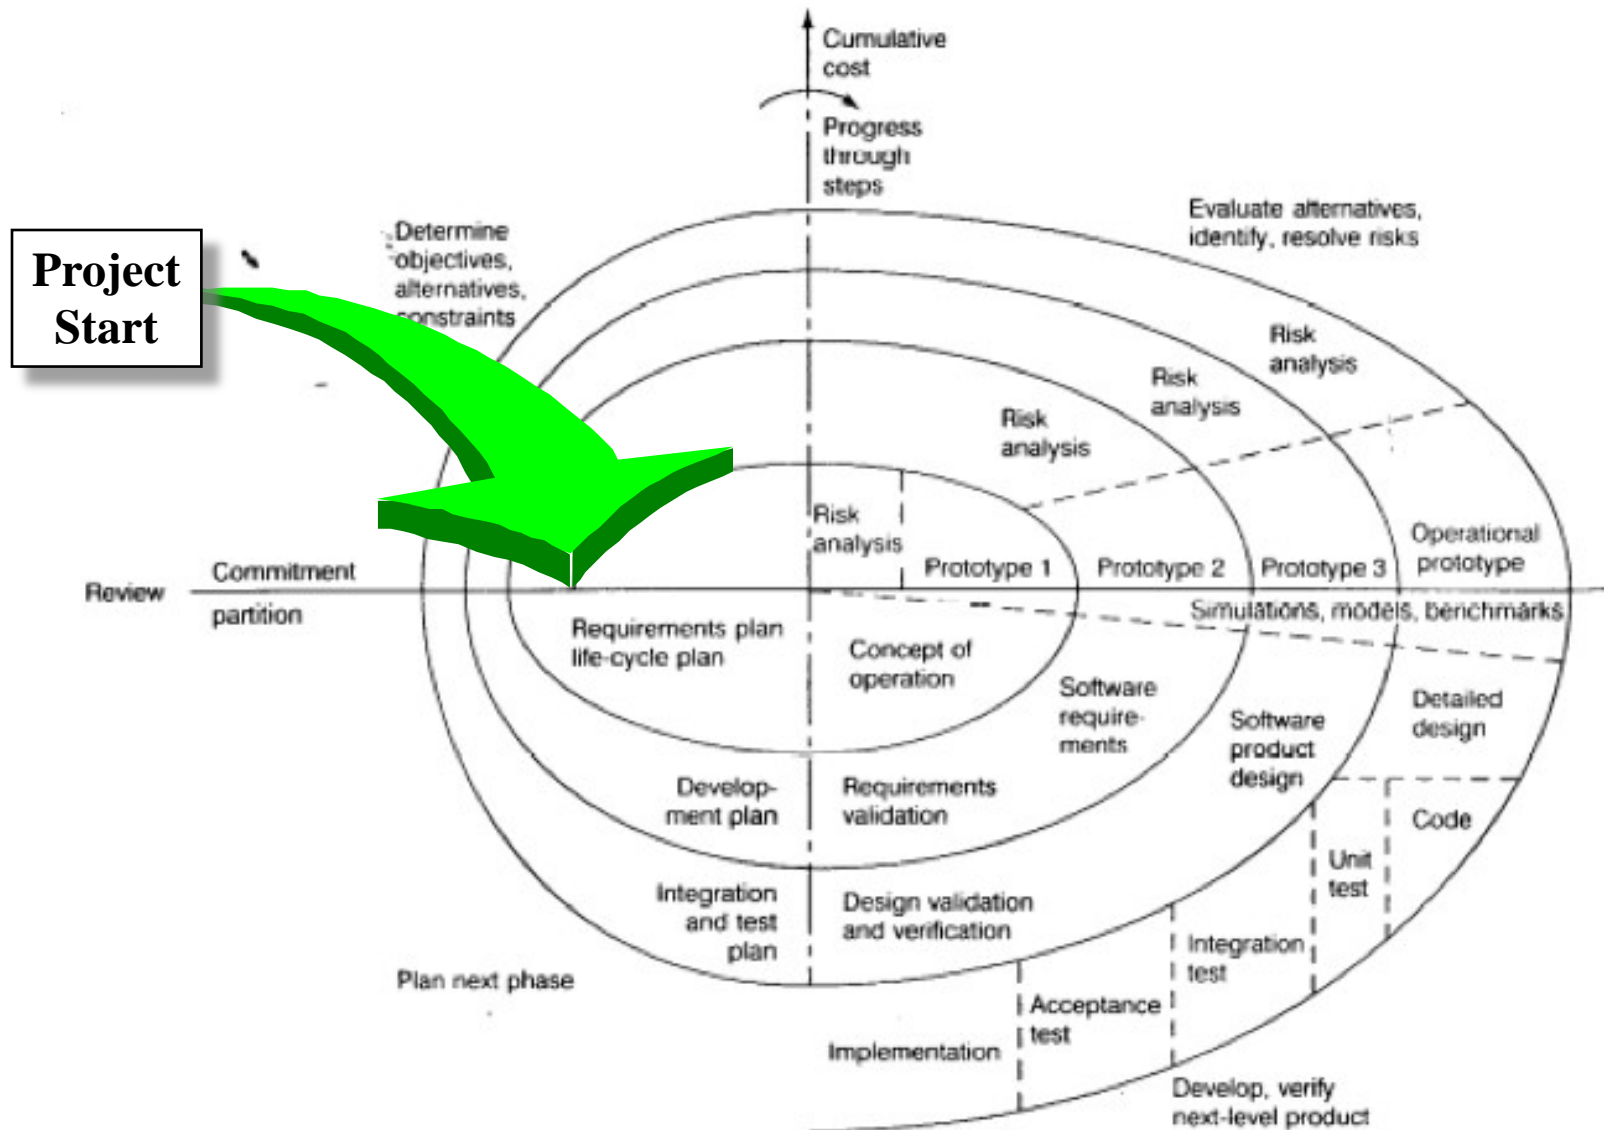 Cumulative
cost
Progress
through
steps
Evaluate alternatives,
identify, resolve risks
Determine
objectives,
alternatives,
constraints
Project
Start
Risk
analysis
Risk
analysis
Risk
analysis
Risk
analysis
Operational
prototype
Prototype 1
Prototype 2
Prototype 3
Review
Commitment
partition
Simulations, models, benchmarks
Requirements plan
life-cycle plan
Concept of
operation
Software
require-
ments
Software
product
design
Detailed
design
Develop-
ment plan
Requirements
validation
Code
Unit
test
Integration
and test
plan
Design validation
and verification
Integration
test
Plan next phase
Acceptance
test
Implementation
Develop, verify
next-level product